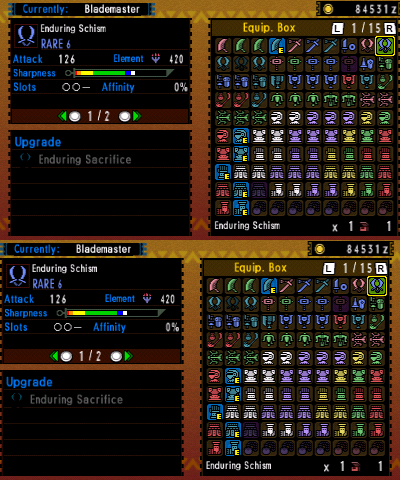 Currently: Blademaster
84531z
Enduring Schism
RARE 6
Attack 126 Element 420
Sharpness
Slots ○○— Affinity 0%
1/2
Upgrade
Enduring Sacrifice
Equip. Box L 1/15 R
E
E
E
E
E
Enduring Schism x 1 1
Currently: Blademaster
84531z
Enduring Schism
RARE 6
Attack 126 Element 420
Sharpness
Slots ○○— Affinity 0%
1/2
Upgrade
Enduring Sacrifice
Equip. Box L 1/15 R
E
E
E
E
E
E
Enduring Schism x 1 1